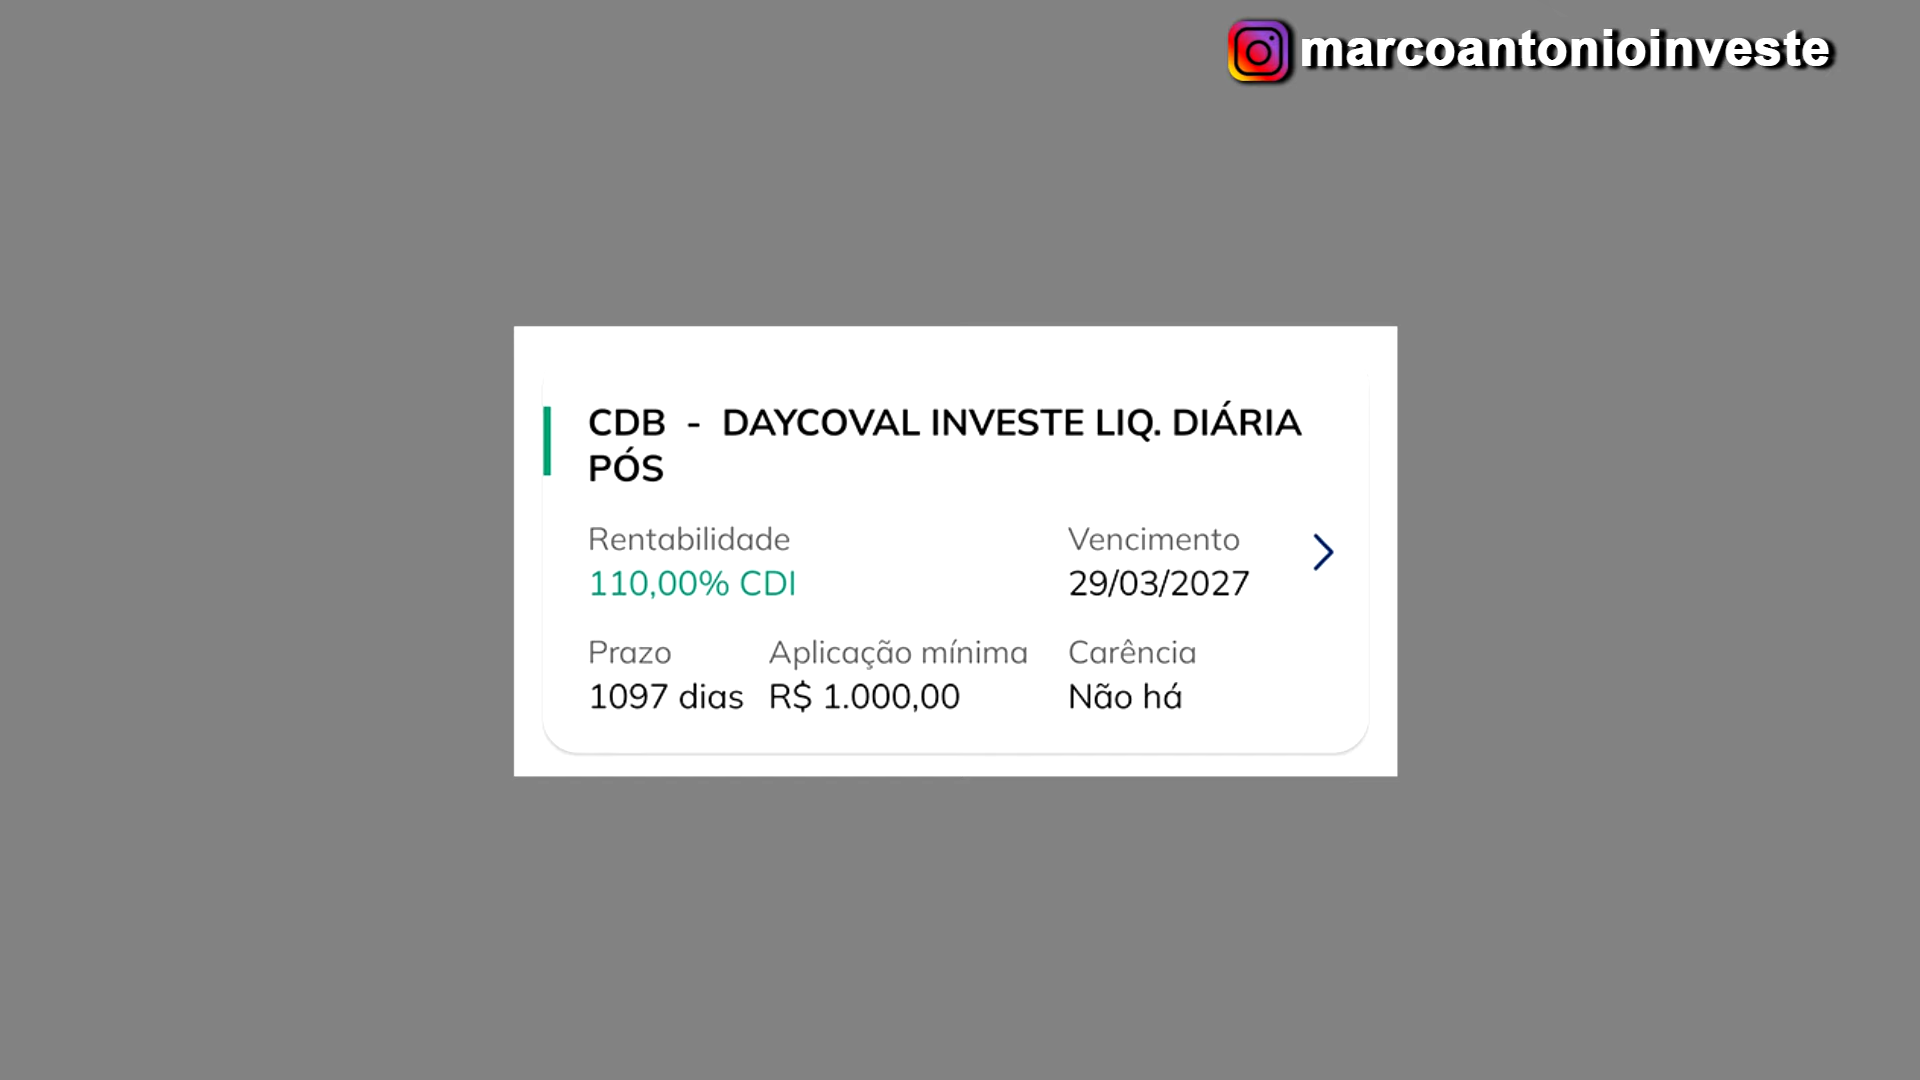 marcoantonioinveste
CDB - DAYCOVAL INVESTE LIQ. DIÁRIA
PÓS
Rentabilidade Vencimento
110,00% CDI 29/03/2027
Prazo Aplicação mínima Carência
1097 dias R$ 1.000,00 Não há